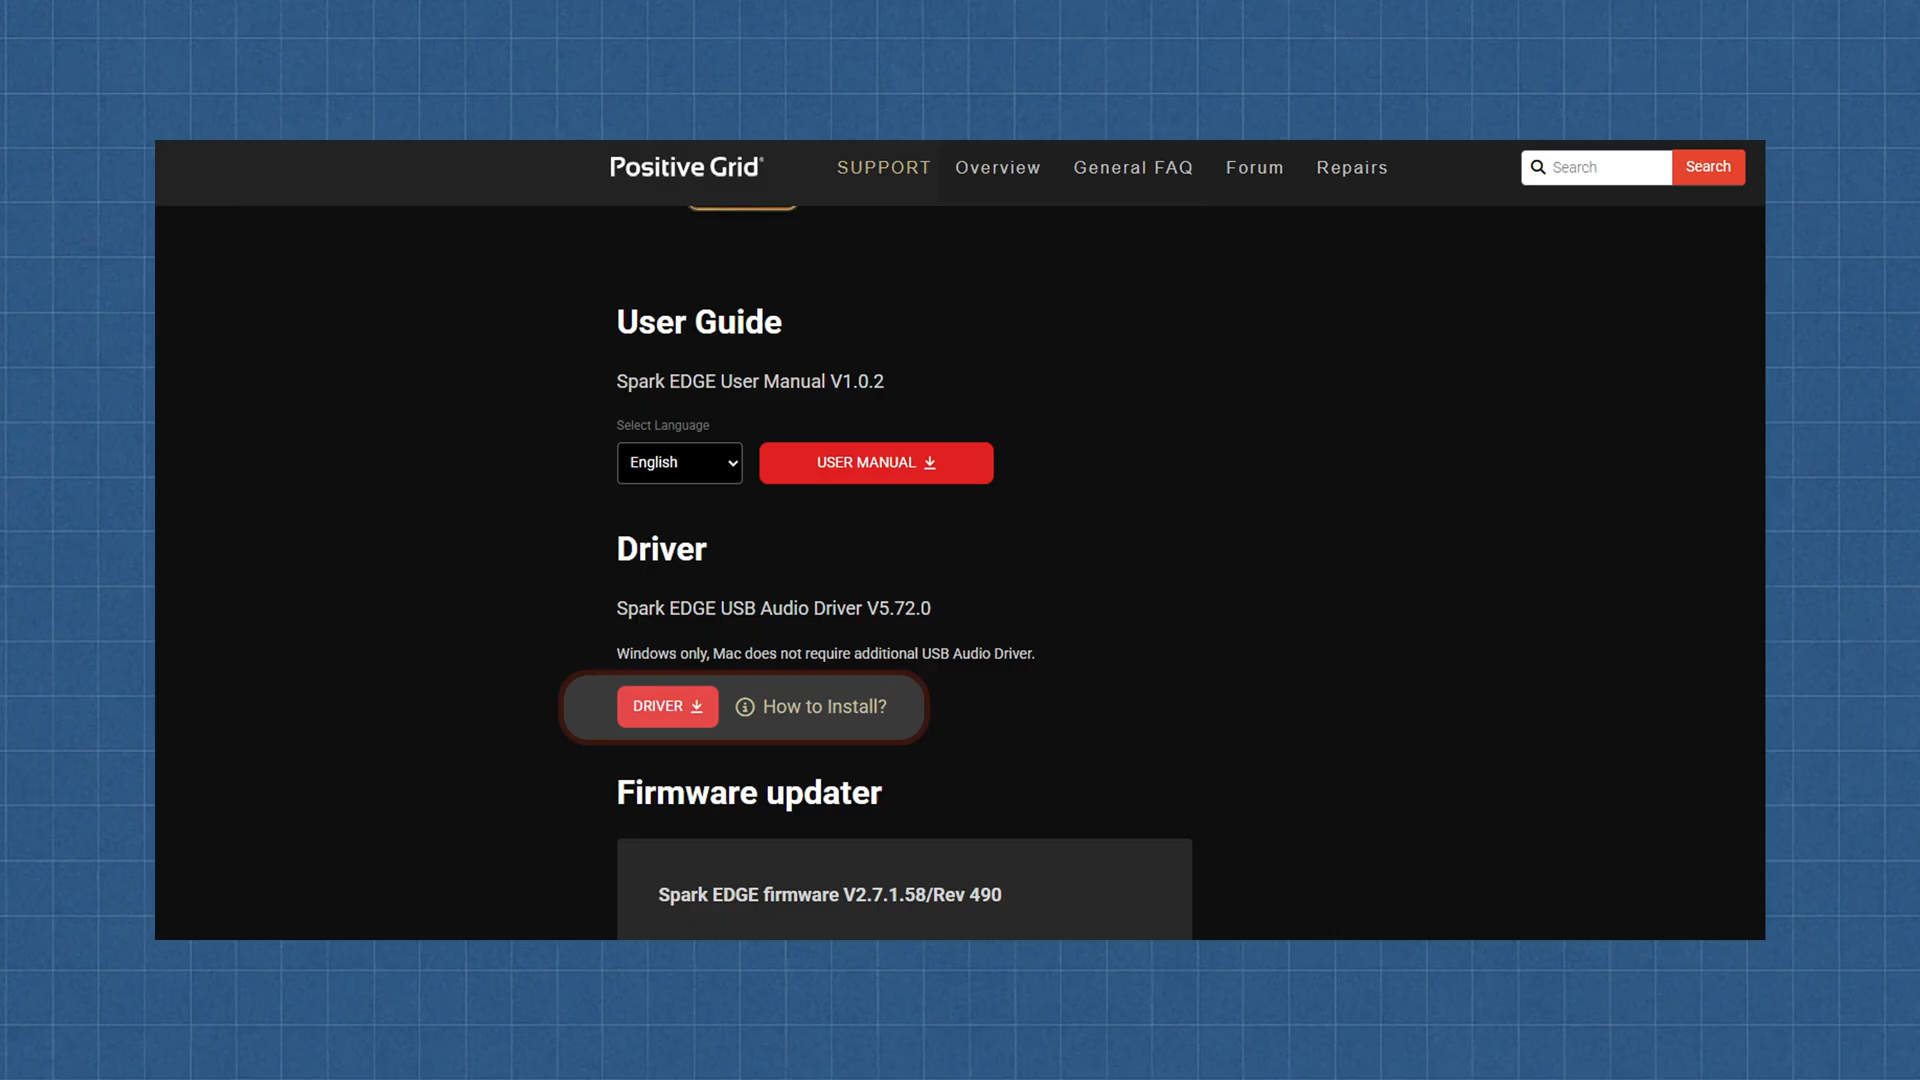 Positive Grid®
SUPPORT Overview General FAQ Forum Repairs
Search Search
User Guide
Spark EDGE User Manual V1.0.2
Select Language
English USER MANUAL
Driver
Spark EDGE USB Audio Driver V5.72.0
Windows only, Mac does not require additional USB Audio Driver.
DRIVER How to Install?
Firmware updater
Spark EDGE firmware V2.7.1.58/Rev 490